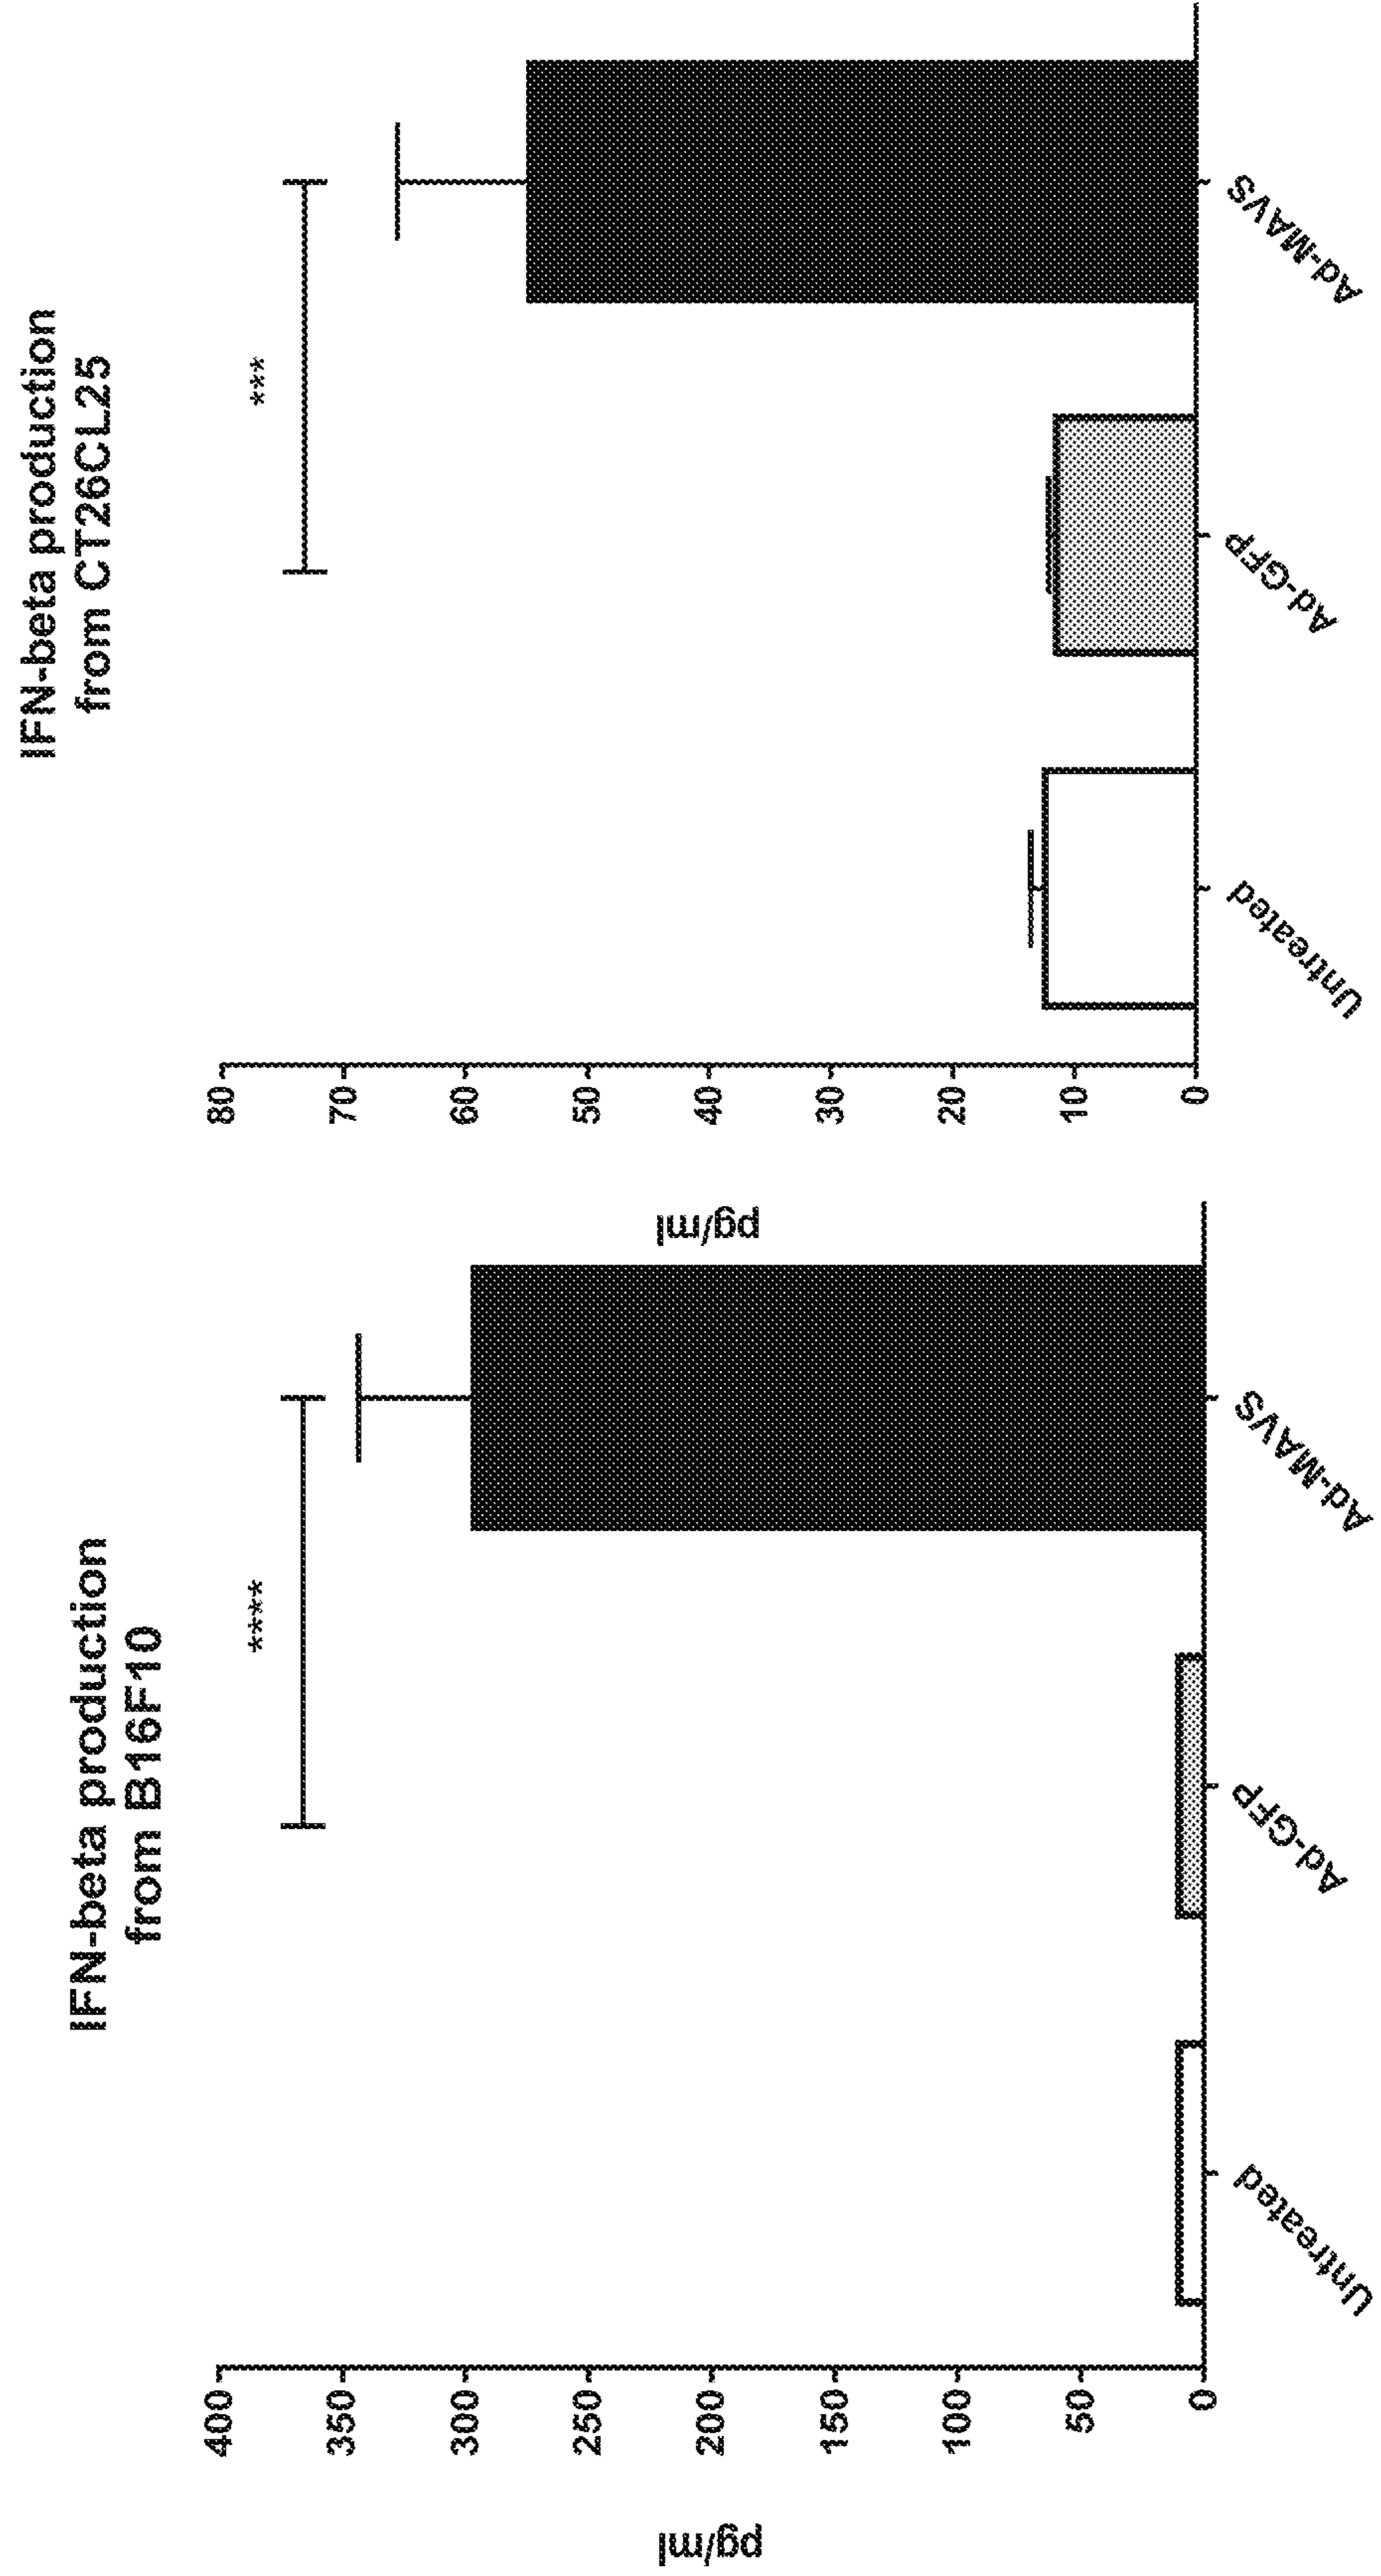 IFN-beta production
from B16F10
****
400
350
300
250
200
150
100
50
0
pg/ml
Untreated
Ad-GFP
Ad-MAVS
IFN-beta production
from CT26CL25
***
80
70
60
50
40
30
20
10
0
pg/ml
Untreated
Ad-GFP
Ad-MAVS